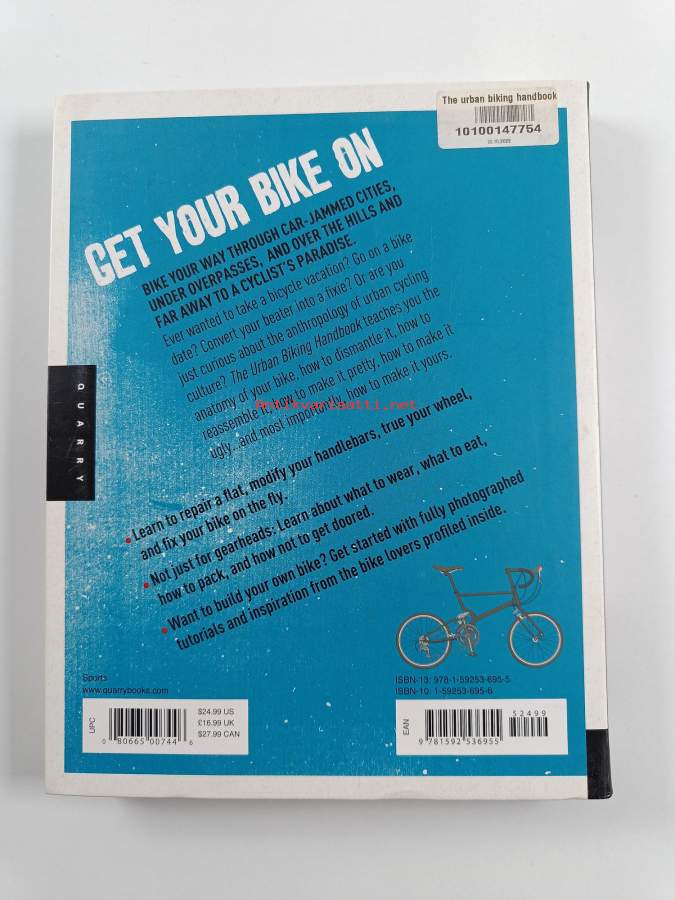 The urban biking handbook
10100147754
GET YOUR BIKE ON
BIKE YOUR WAY THROUGH CAR-JAMMED CITIES,
UNDER OVERPASSES, AND OVER THE HILLS AND
FAR AWAY TO A CYCLIST'S PARADISE.
Ever wanted to take a bicycle vacation? Go on a bike
date? Convert your beater into a fixie? Or are you
just curious about the anthropology of urban cycling
culture? The Urban Biking Handbook teaches you the
anatomy of your bike, how to dismantle it, how to
reassemble it, how to make it pretty, how to make it
ugly...and most important, how to make it yours.
Antikvariaatti.net
• Learn to repair a flat, modify your handlebars, true your wheel,
and fix your bike on the fly.
• Not just for gearheads: Learn about what to wear, what to eat,
how to pack, and how not to get doored.
• Want to build your own bike? Get started with fully photographed
tutorials and inspiration from the bike lovers profiled inside.
QUARRY
Sports
www.quarrybooks.com
ISBN-13: 978-1-59253-695-5
ISBN-10: 1-59253-695-6
UPC
$24.99 US
£16.99 UK
$27.99 CAN
0 80665 00744 6
EAN
52499
9 781592 536955